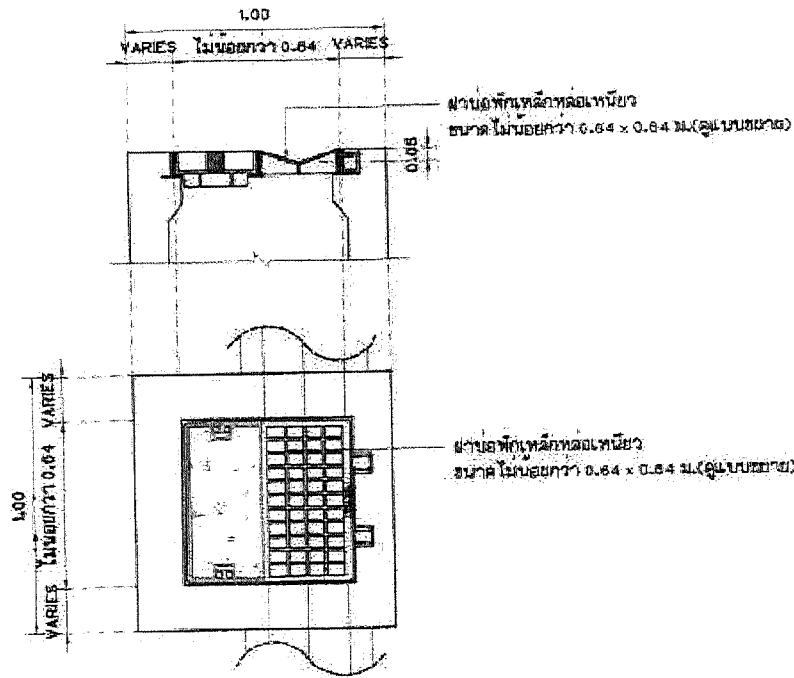 1.00
VARIES ไม่น้อยกว่า 0.64 VARIES
ฝาบ่อพักเหล็กหล่อเหนียว
ขนาดไม่น้อยกว่า 0.64 x 0.64 ม.(ดูแบบขยาย)
0.05
VARIES
ไม่น้อยกว่า 0.64
1.00
VARIES
ฝาบ่อพักเหล็กหล่อเหนียว
ขนาดไม่น้อยกว่า 0.64 x 0.64 ม.(ดูแบบขยาย)